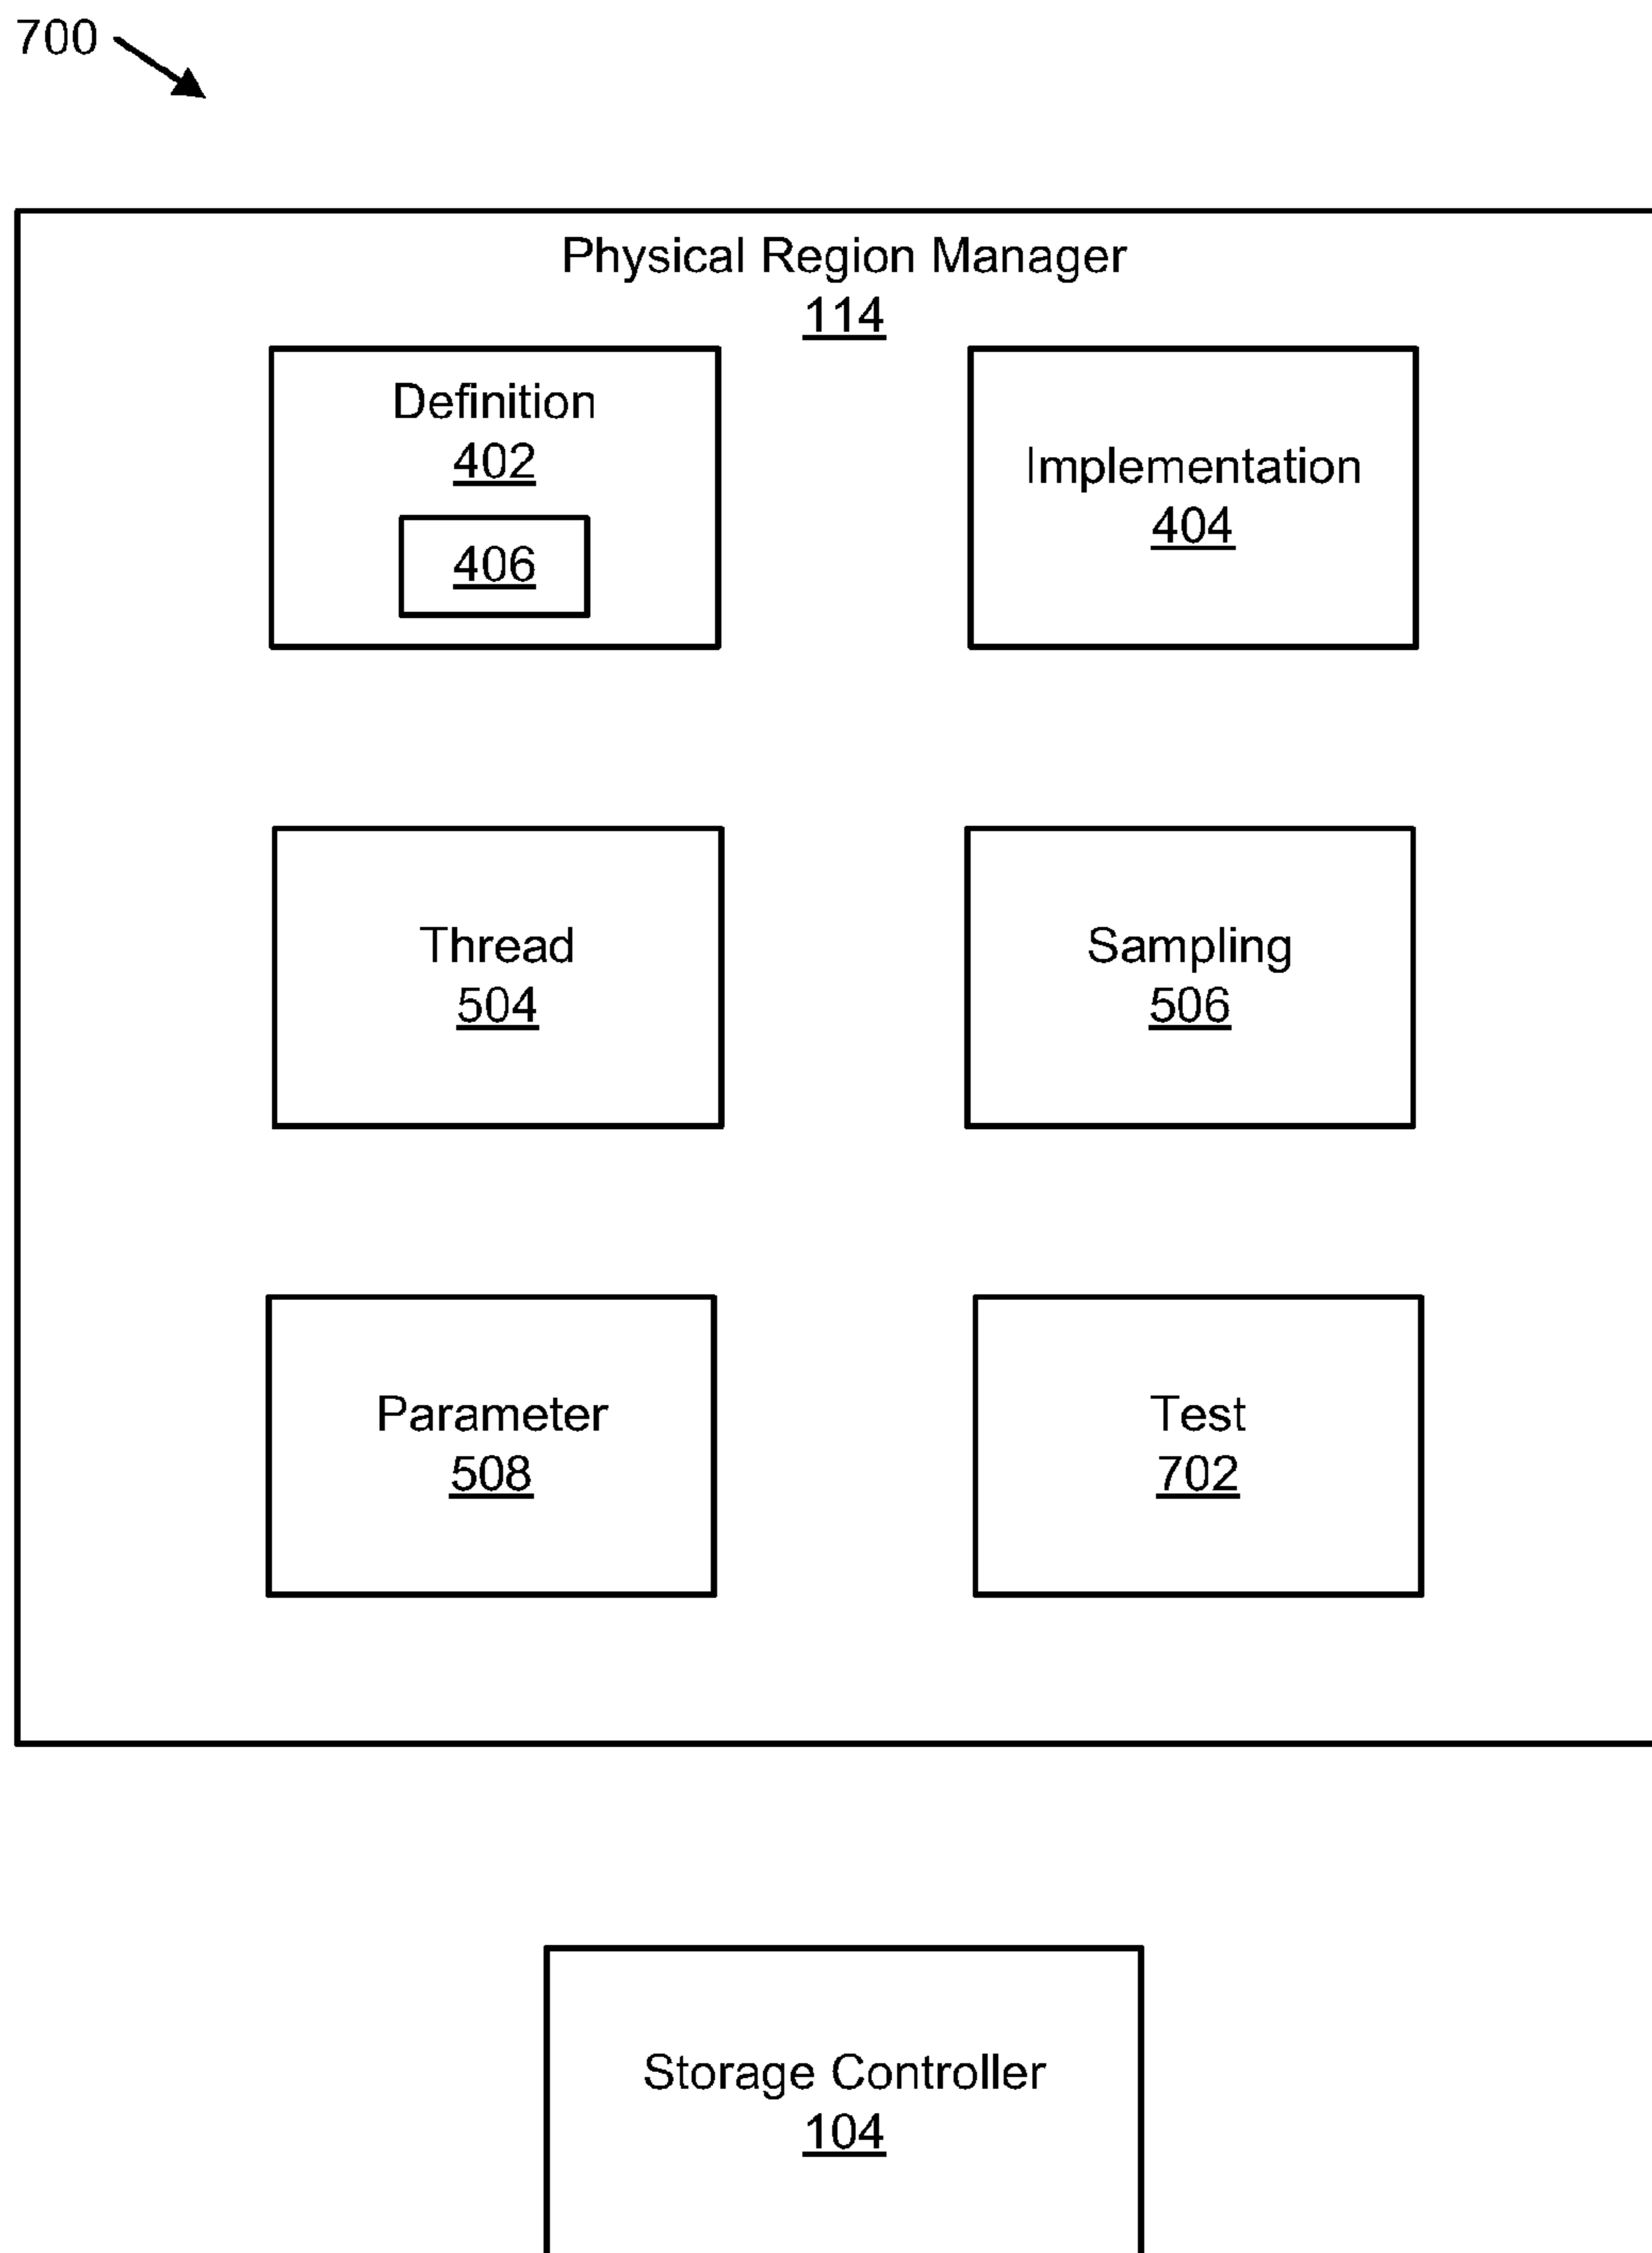 700
Physical Region Manager
114
Definition
402
406
Implementation
404
Thread
504
Sampling
506
Parameter
508
Test
702
Storage Controller
104